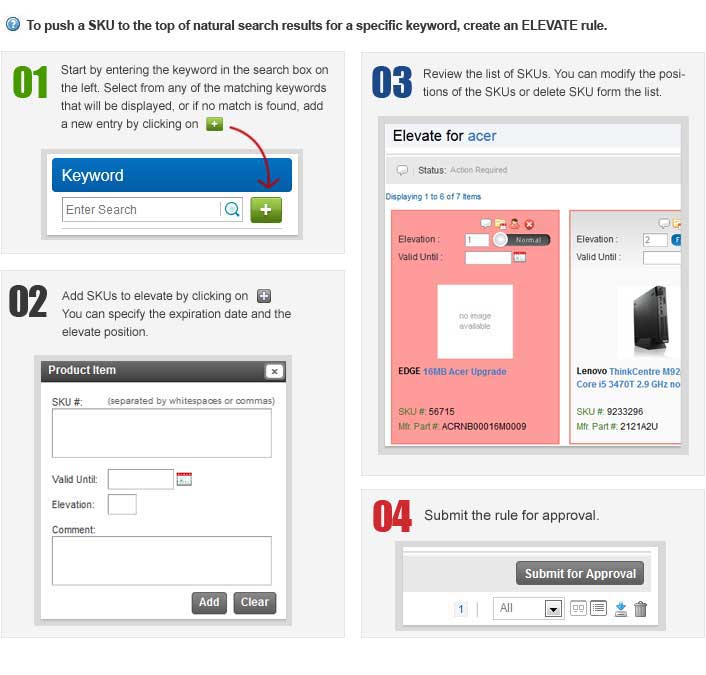 To push a SKU to the top of natural search results for a specific keyword, create an ELEVATE rule.
01
Start by entering the keyword in the search box on
the left. Select from any of the matching keywords
that will be displayed, or if no match is found, add
a new entry by clicking on
Keyword
Enter Search
02
Add SKUs to elevate by clicking on
You can specify the expiration date and the
elevate position.
Product Item
SKU #: (separated by whitespaces or commas)
Valid Until:
Elevation:
Comment:
Add Clear
03
Review the list of SKUs. You can modify the posi-
tions of the SKUs or delete SKU form the list.
Elevate for acer
Status: Action Required
Displaying 1 to 6 of 7 Items
Elevation : 1 Normal
Valid Until :
no image
available
EDGE 16MB Acer Upgrade
SKU #: 56715
Mfr. Part #: ACRNB00016M0009
Elevation : 2 F
Valid Until :
Lenovo ThinkCentre M92
Core i5 3470T 2.9 GHz no
SKU #: 9233296
Mfr. Part #: 2121A2U
04
Submit the rule for approval.
Submit for Approval
1 | All